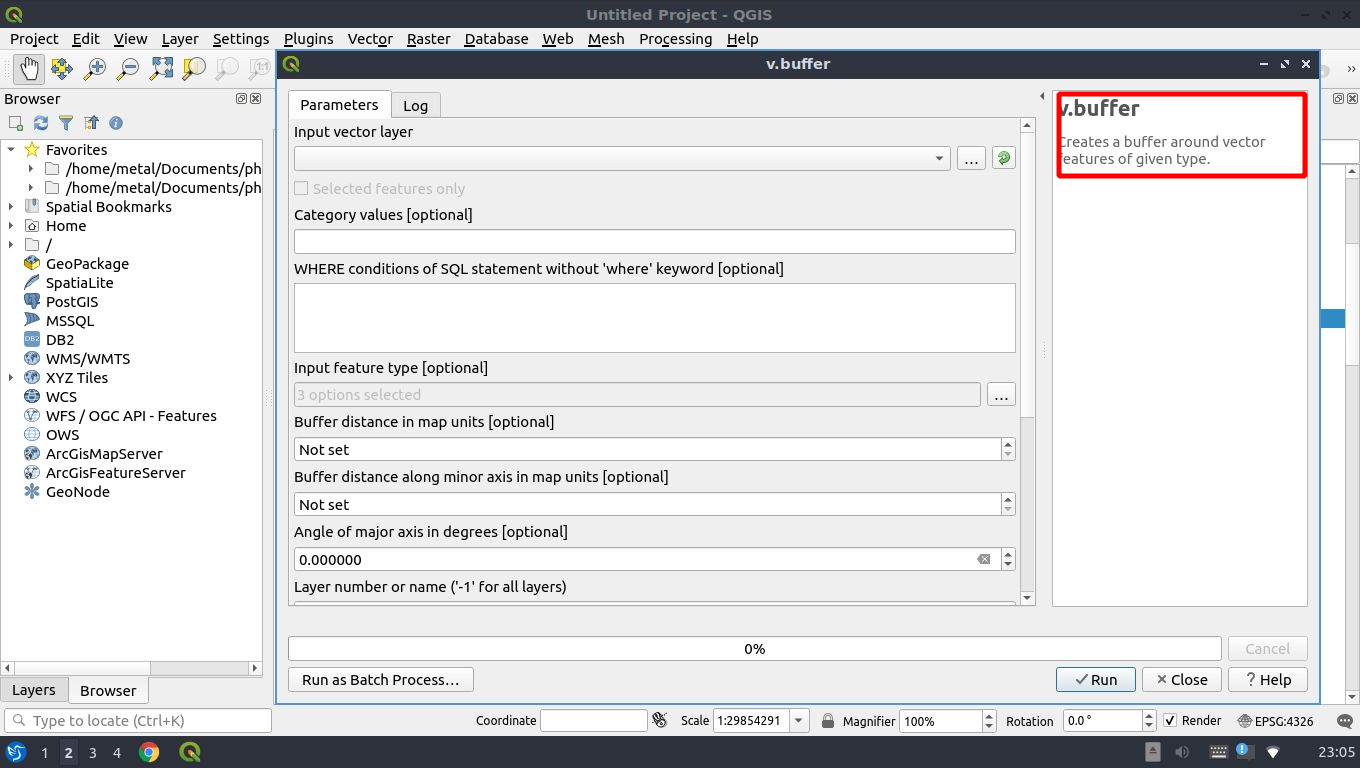 Untitled Project - QGIS
Project Edit View Layer Settings Plugins Vector Raster Database Web Mesh Processing Help
v.buffer
Browser
Parameters
Log
v.buffer
Creates a buffer around vector
features of given type.
Input vector layer
…
Selected features only
Category values [optional]
WHERE conditions of SQL statement without 'where' keyword [optional]
Input feature type [optional]
3 options selected
…
Buffer distance in map units [optional]
Not set
Buffer distance along minor axis in map units [optional]
Not set
Angle of major axis in degrees [optional]
0.000000
Layer number or name ('-1' for all layers)
Favorites
/home/metal/Documents/ph
/home/metal/Documents/ph
Spatial Bookmarks
Home
/
GeoPackage
SpatiaLite
PostGIS
MSSQL
DB2
WMS/WMTS
XYZ Tiles
WCS
WFS / OGC API - Features
OWS
ArcGisMapServer
ArcGisFeatureServer
GeoNode
0%
Cancel
Run as Batch Process…
Run
Close
? Help
Layers
Browser
Type to locate (Ctrl+K)
Coordinate
Scale 1:29854291
Magnifier 100%
Rotation 0.0 °
Render
EPSG:4326
1 2 3 4
23:05